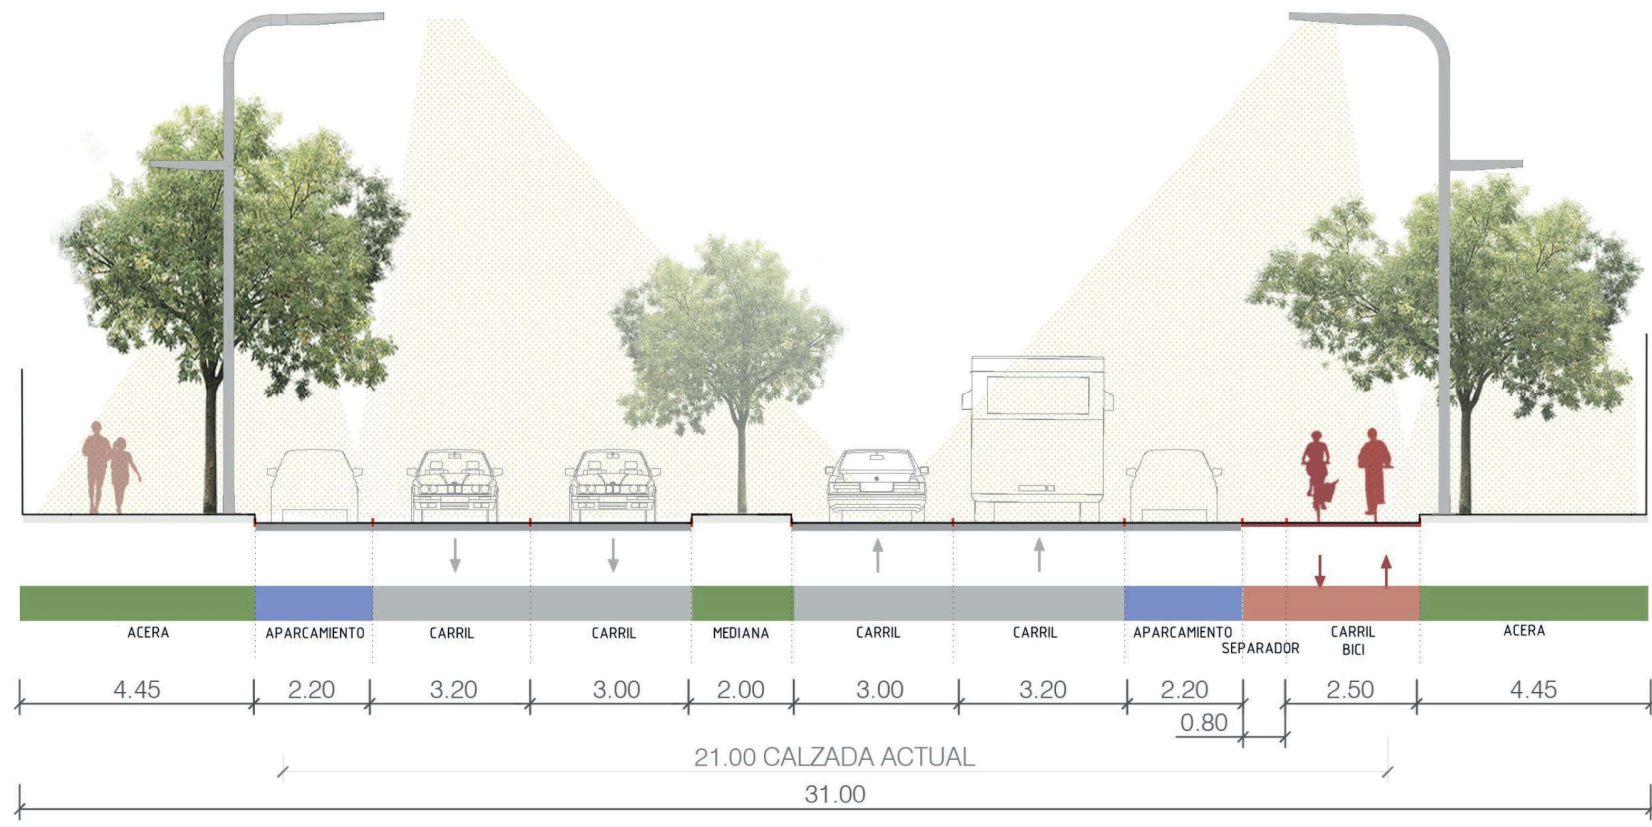 ACERA
APARCAMIENTO
CARRIL
CARRIL
MEDIANA
CARRIL
CARRIL
APARCAMIENTO
SEPARADOR
CARRIL
BICI
ACERA
4.45
2.20
3.20
3.00
2.00
3.00
3.20
2.20
0.80
2.50
4.45
21.00 CALZADA ACTUAL
31.00